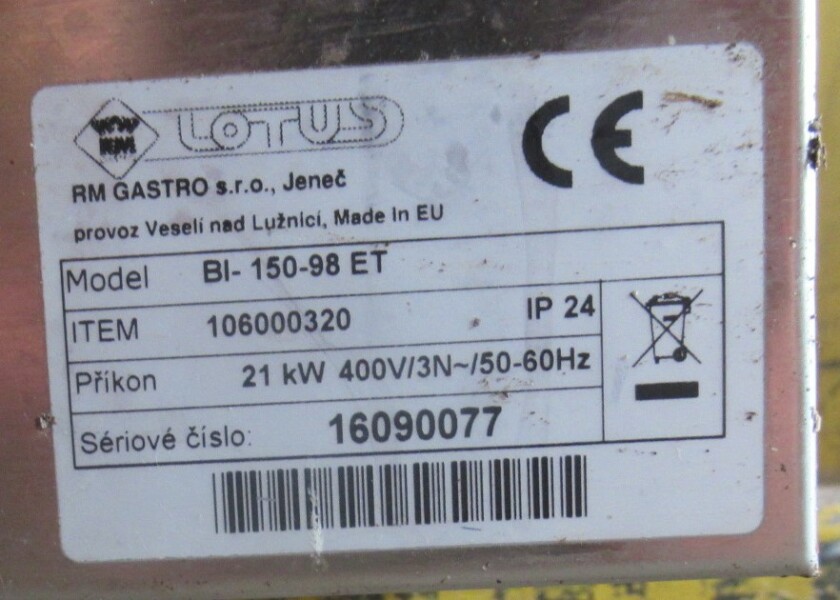 RM
LOTUS
RM GASTRO s.r.o., Jeneč
provoz Veselí nad Lužnicí, Made In EU
CE
Model BI- 150-98 ET
ITEM 106000320 IP 24
Příkon 21 kW 400V/3N~/50-60Hz
Sériové číslo: 16090077